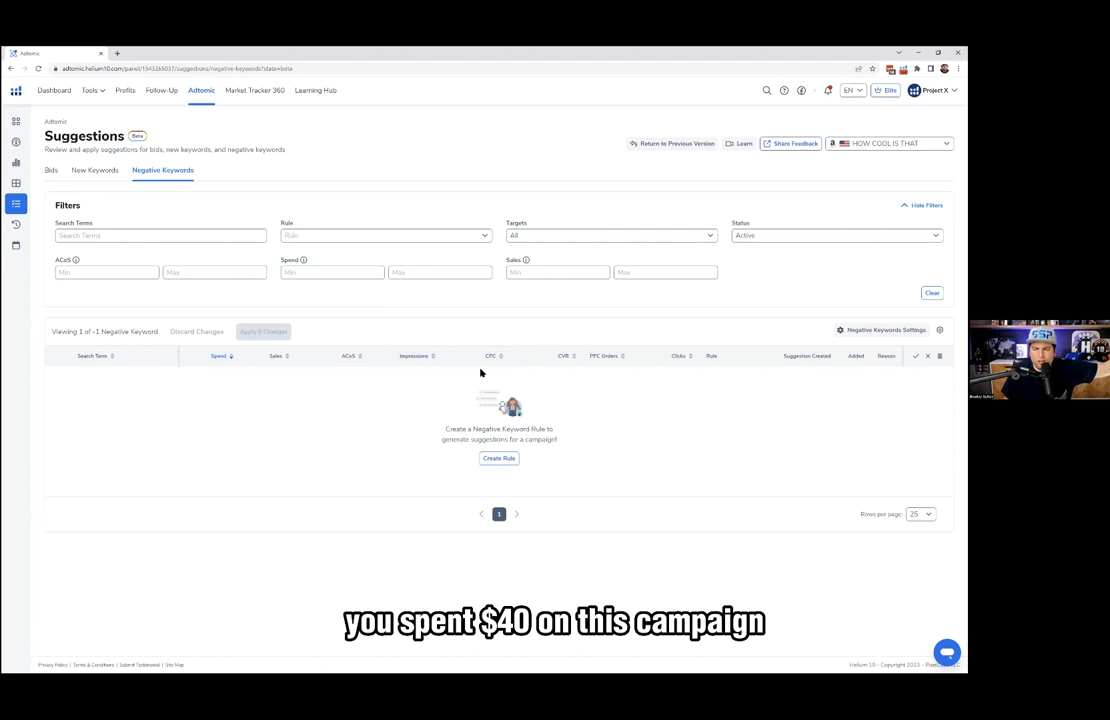 Adtomic
adtomic.helium10.com/panel/1543265037/suggestions/negative-keywords?state=beta
Dashboard Tools Profits Follow-Up Adtomic Market Tracker 360 Learning Hub EN Elite Project X
Adtomic
Suggestions Beta
Review and apply suggestions for bids, new keywords, and negative keywords
Return to Previous Version Learn Share Feedback HOW COOL IS THAT
Bids New Keywords Negative Keywords
Filters Hide Filters
Search Terms Rule Targets Status
Search Terms Rule All Active
ACoS Spend Sales
Min Max Min Max Min Max
Clear
Viewing 1 of -1 Negative Keyword Discard Changes Apply 0 Changes Negative Keywords Settings
Search Term Spend Sales ACoS Impressions CPC CVR PPC Orders Clicks Rule Suggestion Created Added Reason
Create a Negative Keyword Rule to
generate suggestions for a campaign!
Create Rule
1 Rows per page: 25
you spent $40 on this campaign
Privacy Policy | Terms & Conditions | Submit Testimonial | Site Map
Helium 10 - Copyright 2023 -